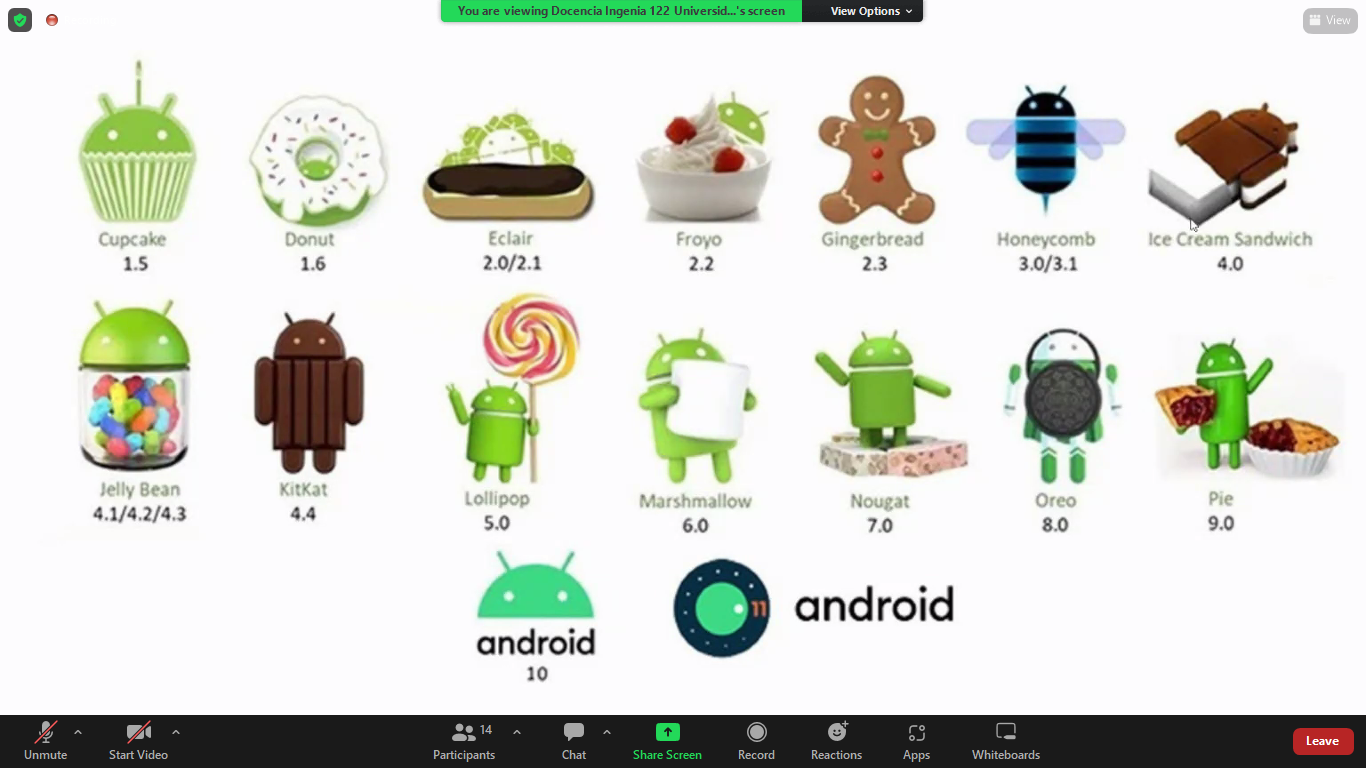 You are viewing Docencia Ingenia 122 Universid...'s screen
View Options
View
Cupcake
1.5
Donut
1.6
Eclair
2.0/2.1
Froyo
2.2
Gingerbread
2.3
Honeycomb
3.0/3.1
Ice Cream Sandwich
4.0
Jelly Bean
4.1/4.2/4.3
KitKat
4.4
Lollipop
5.0
Marshmallow
6.0
Nougat
7.0
Oreo
8.0
Pie
9.0
android
10
11
android
Unmute
Start Video
14
Participants
Chat
Share Screen
Record
Reactions
Apps
Whiteboards
Leave